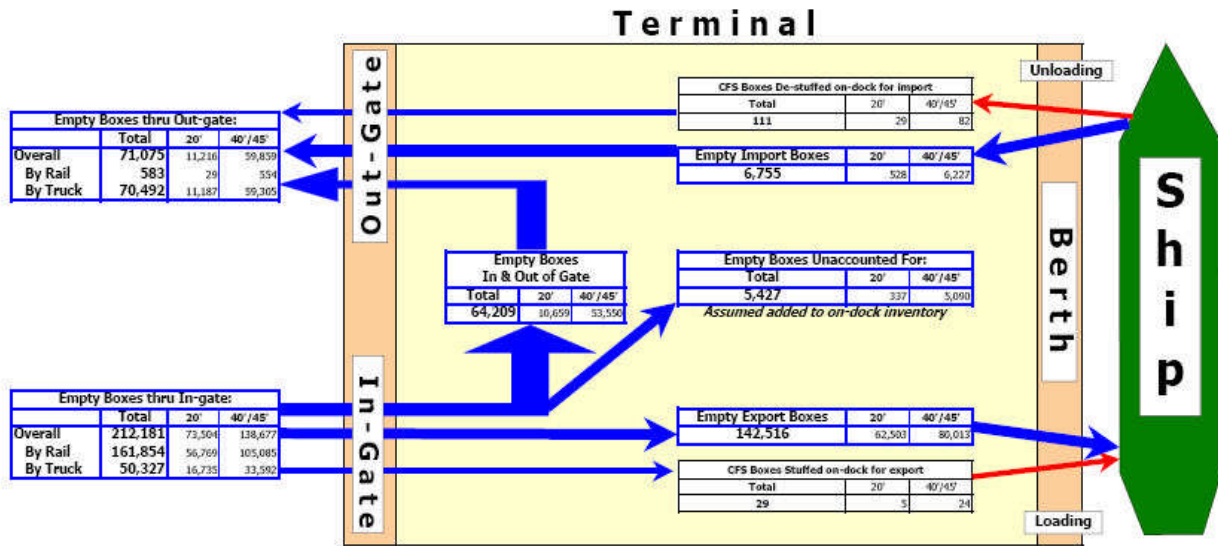 Terminal
Out-Gate
Unloading
CFS Boxes De-stuffed on-dock for import
Total 20' 40'/45'
111 29 82
Empty Boxes thru Out-gate:
Total 20' 40'/45'
Overall 71,075 11,216 59,859
By Rail 583 29 554
By Truck 70,492 11,187 59,305
Empty Import Boxes 20' 40'/45'
6,755 528 6,227
Ship
Berth
Empty Boxes
In & Out of Gate
Total 20' 40'/45'
64,209 10,659 53,550
Empty Boxes Unaccounted For:
Total 20' 40'/45'
5,427 337 5,090
Assumed added to on-dock inventory
In-Gate
Empty Boxes thru In-gate:
Total 20' 40'/45'
Overall 212,181 73,504 138,677
By Rail 161,854 56,769 105,085
By Truck 50,327 16,735 33,592
Empty Export Boxes 20' 40'/45'
142,516 62,503 80,013
CFS Boxes Stuffed on-dock for export
Total 20' 40'/45'
29 5 24
Loading